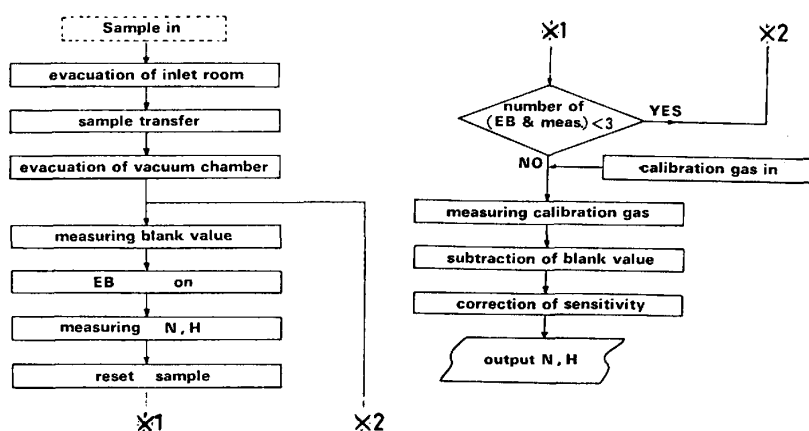 Sample in
evacuation of inlet room
sample transfer
evacuation of vacuum chamber
measuring blank value
EB on
measuring N, H
reset sample
※1
※2
※1
※2
number of
(EB & meas.) <3
YES
NO
calibration gas in
measuring calibration gas
subtraction of blank value
correction of sensitivity
output N, H